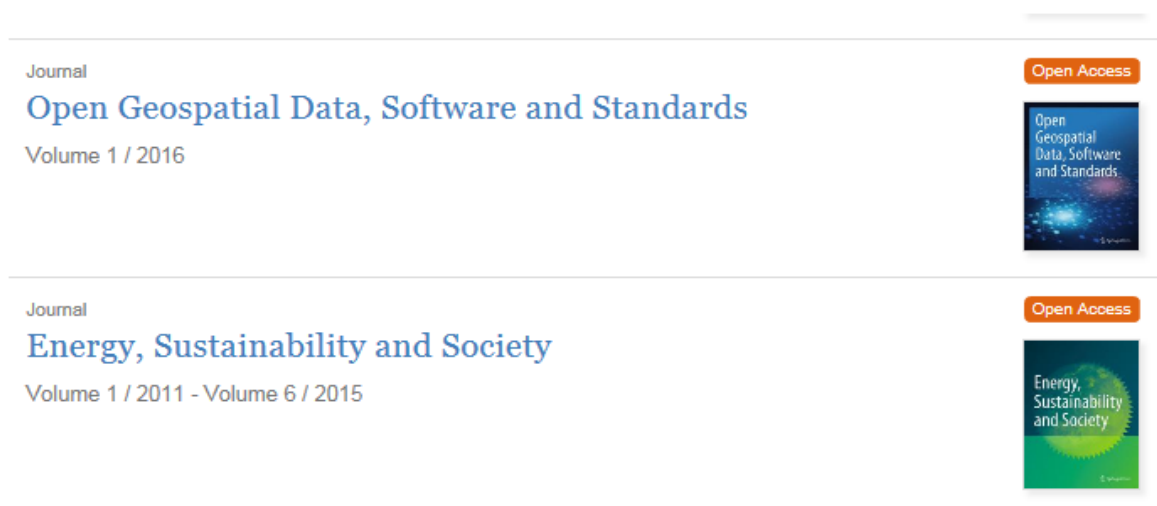 Journal
Open Access
Open Geospatial Data, Software and Standards
Volume 1 / 2016
Open
Geospatial
Data, Software
and Standards
Journal
Open Access
Energy, Sustainability and Society
Volume 1 / 2011 - Volume 6 / 2015
Energy,
Sustainability
and Society